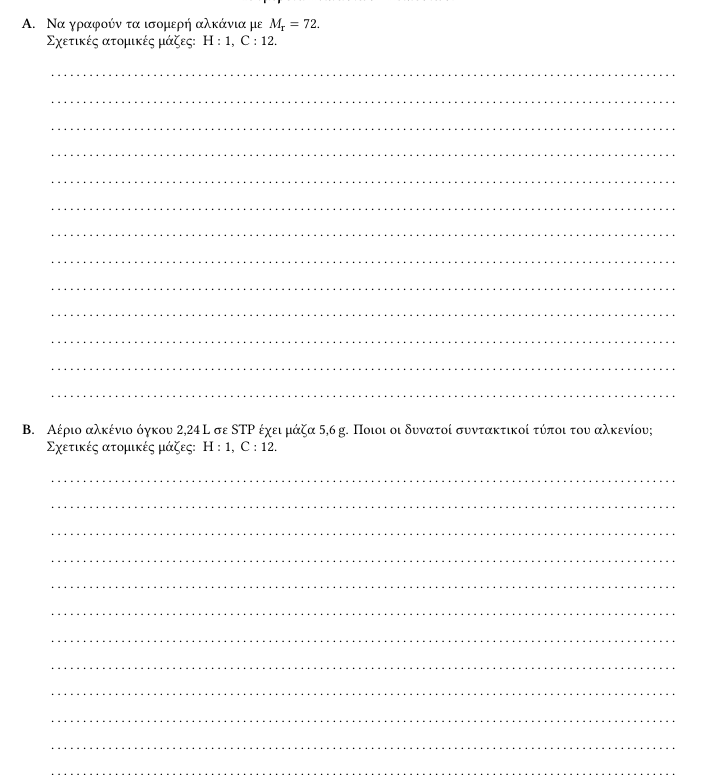 A. Να γραφούν τα ισομερή αλκάνια με Mr = 72.
Σχετικές ατομικές μάζες: H : 1, C : 12.
B. Αέριο αλκένιο όγκου 2,24 L σε STP έχει μάζα 5,6 g. Ποιοι οι δυνατοί συντακτικοί τύποι του αλκενίου;
Σχετικές ατομικές μάζες: H : 1, C : 12.